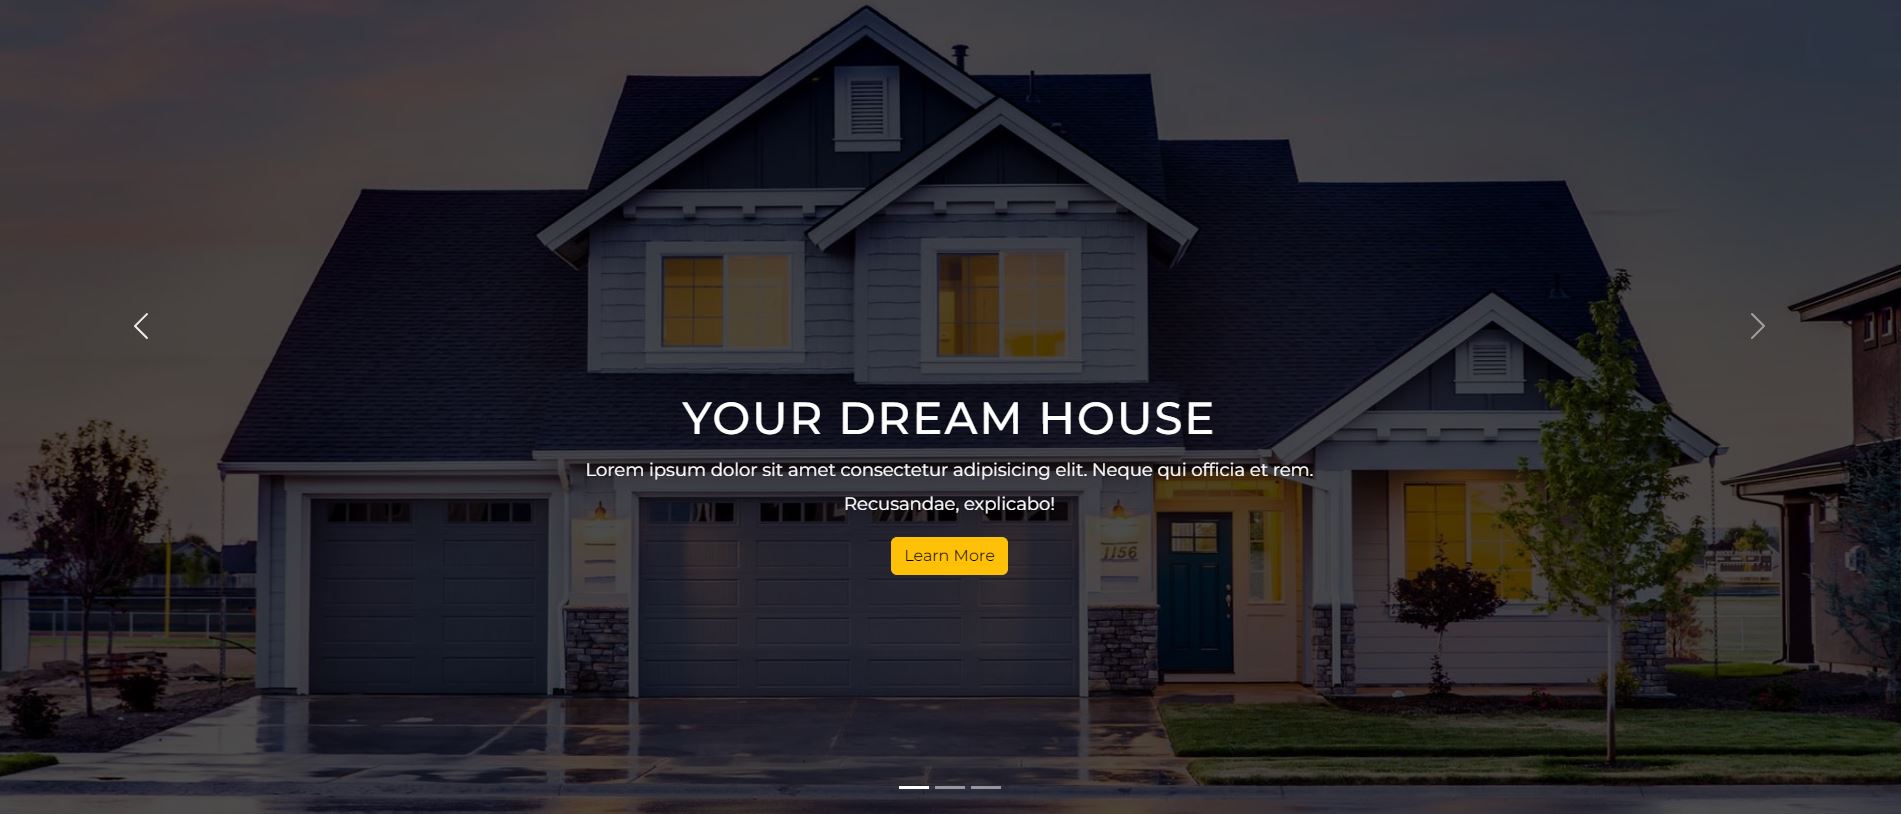 YOUR DREAM HOUSE
Lorem ipsum dolor sit amet consectetur adipisicing elit. Neque qui officia et rem.
Recusandae, explicabo!
Learn More
1156